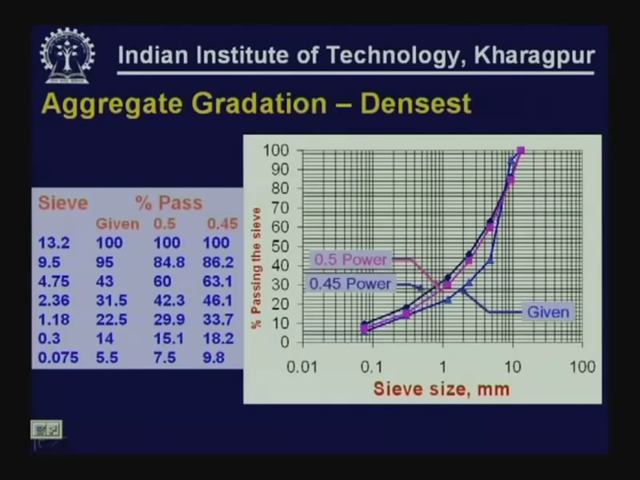 Indian Institute of Technology, Kharagpur
Aggregate Gradation – Densest
Sieve % Pass
Given 0.5 0.45
13.2 100 100 100
9.5 95 84.8 86.2
4.75 43 60 63.1
2.36 31.5 42.3 46.1
1.18 22.5 29.9 33.7
0.3 14 15.1 18.2
0.075 5.5 7.5 9.8
% Passing the sieve
100
90
80
70
60
50
40
30
20
10
0
0.5 Power
0.45 Power
Given
0.01 0.1 1 10 100
Sieve size, mm